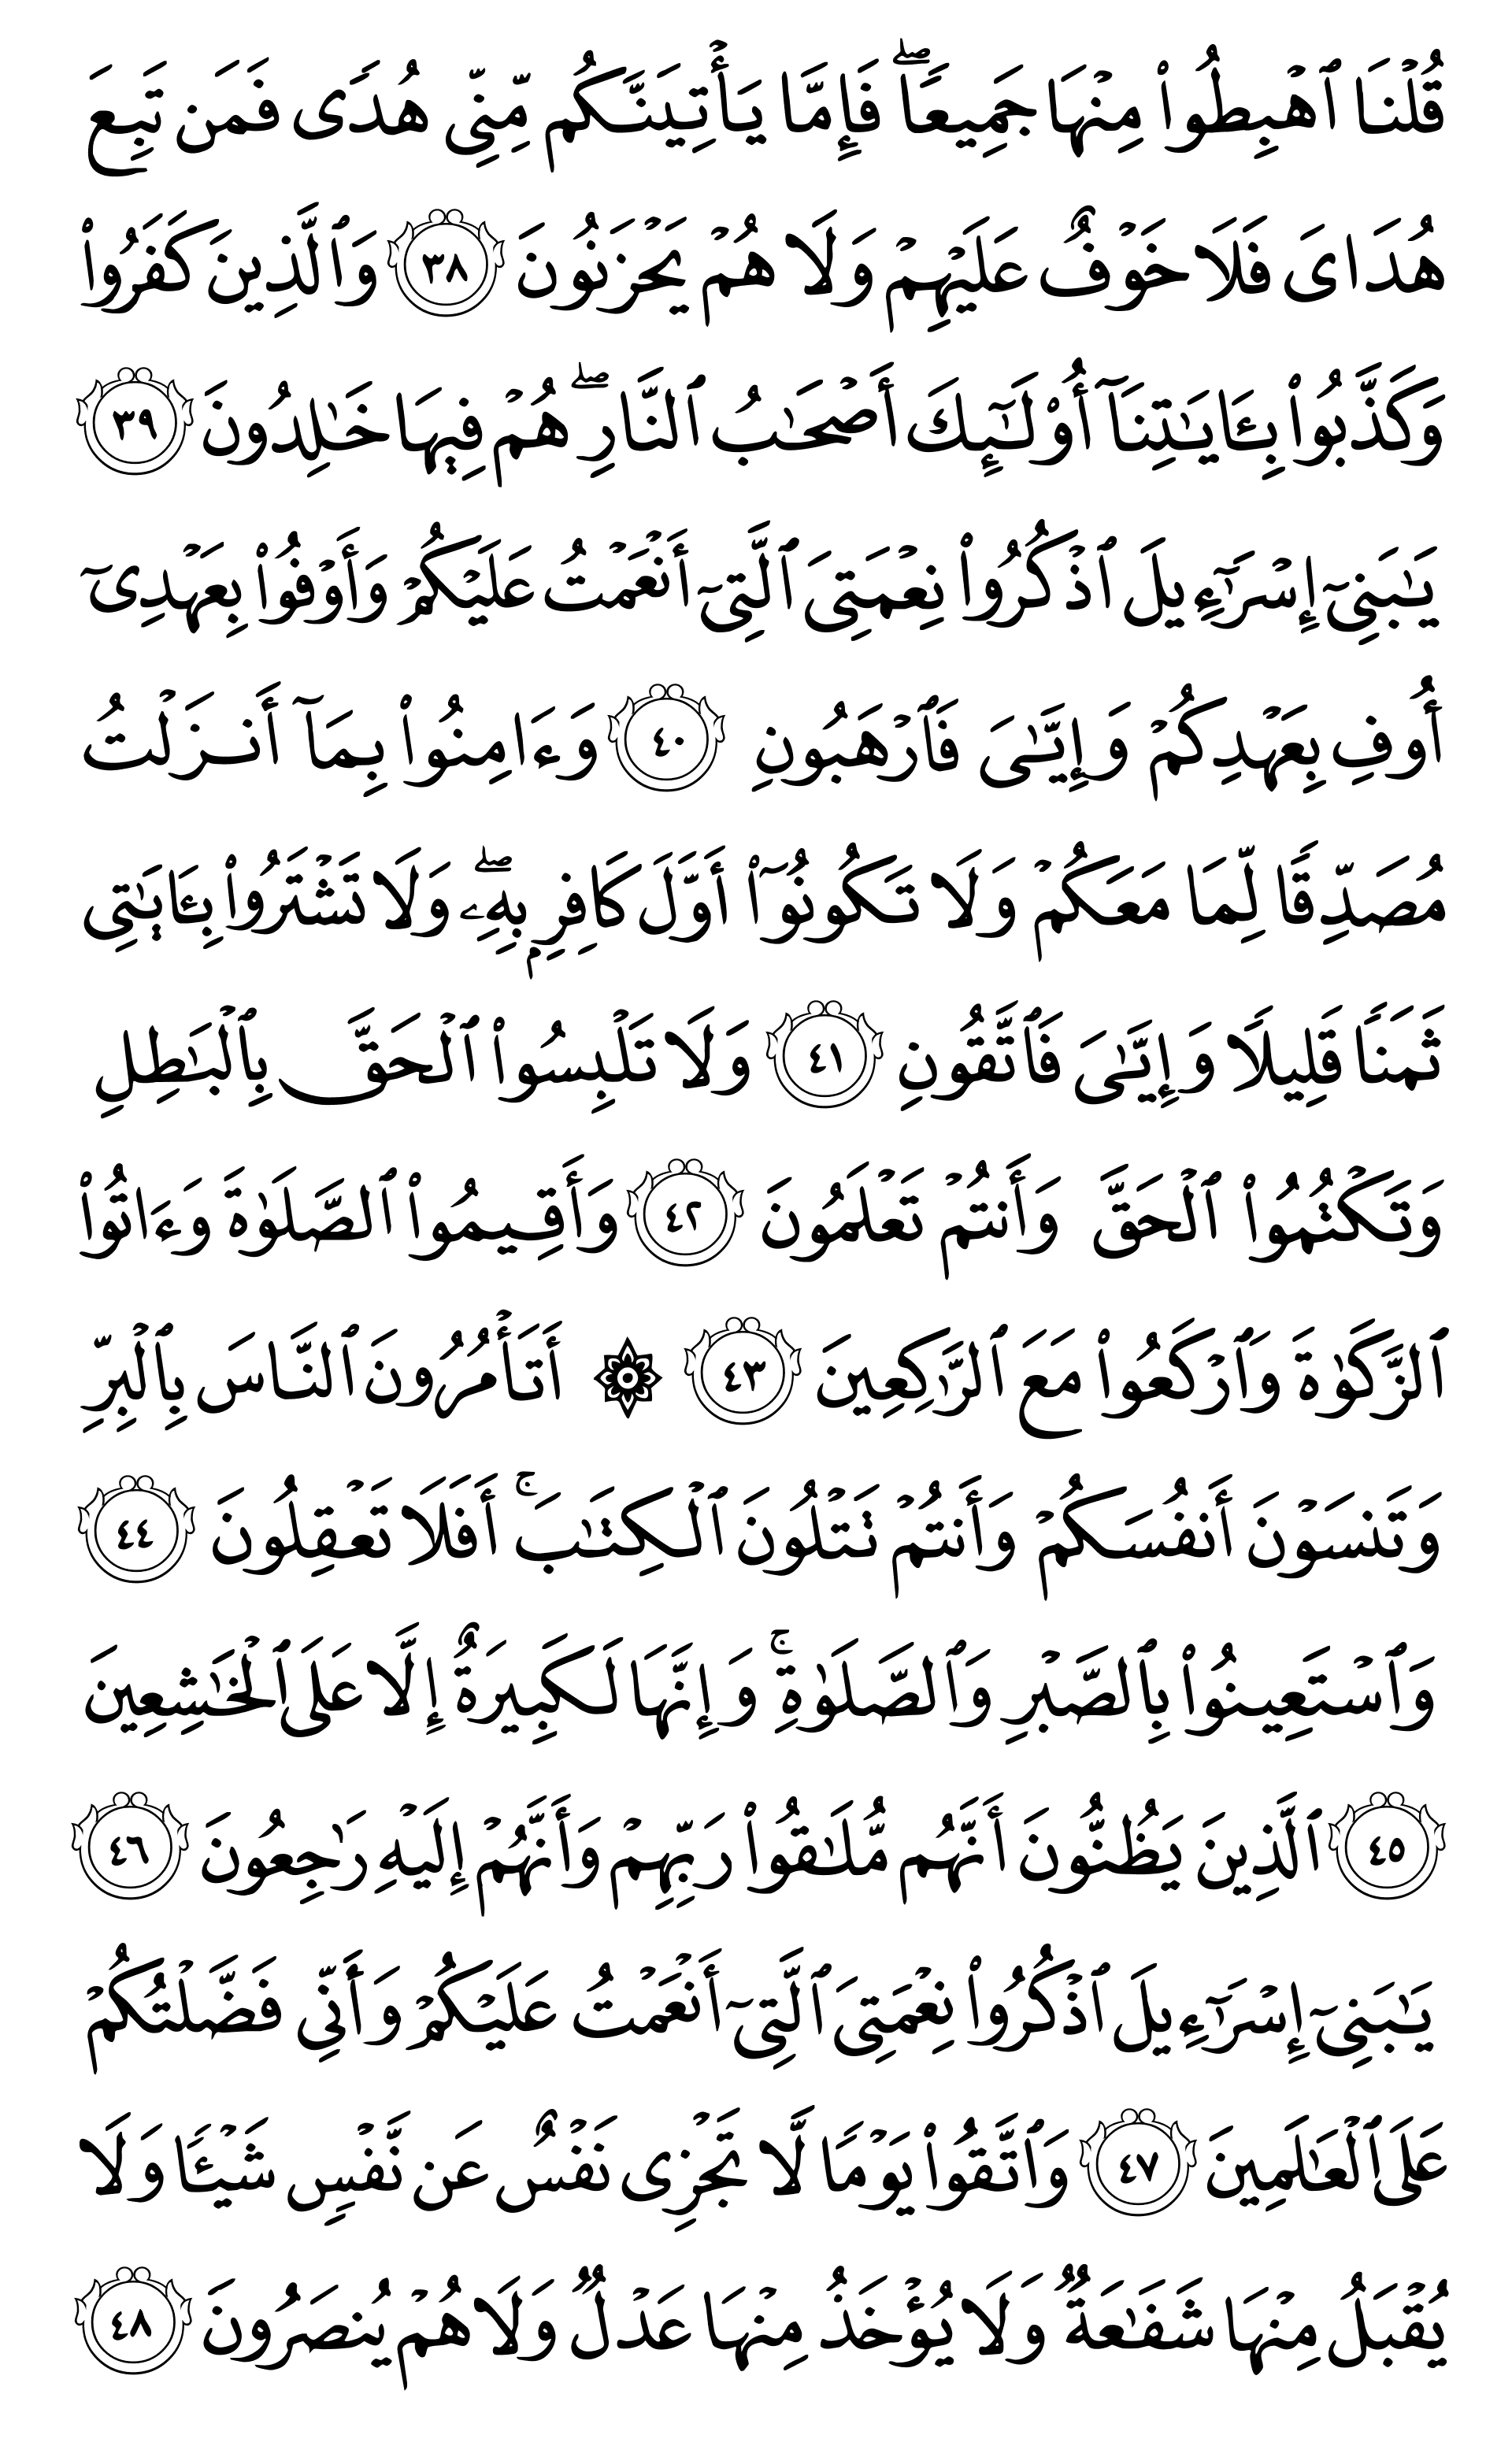 قُلْنَا ٱهْبِطُوا۟ مِنْهَا جَمِيعًۭا ۖ فَإِمَّا يَأْتِيَنَّكُم مِّنِّى هُدًۭى فَمَن تَبِعَ
هُدَاىَ فَلَا خَوْفٌ عَلَيْهِمْ وَلَا هُمْ يَحْزَنُونَ ٣٨ وَٱلَّذِينَ كَفَرُوا۟
وَكَذَّبُوا۟ بِـَٔايَـٰتِنَآ أُو۟لَـٰٓئِكَ أَصْحَـٰبُ ٱلنَّارِ ۖ هُمْ فِيهَا خَـٰلِدُونَ ٣٩
يَـٰبَنِىٓ إِسْرَٰٓءِيلَ ٱذْكُرُوا۟ نِعْمَتِىَ ٱلَّتِىٓ أَنْعَمْتُ عَلَيْكُمْ وَأَوْفُوا۟ بِعَهْدِىٓ
أُوفِ بِعَهْدِكُمْ وَإِيَّـٰىَ فَٱرْهَبُونِ ٤٠ وَءَامِنُوا۟ بِمَآ أَنزَلْتُ
مُصَدِّقًۭا لِّمَا مَعَكُمْ وَلَا تَكُونُوٓا۟ أَوَّلَ كَافِرٍۭ بِهِۦ ۖ وَلَا تَشْتَرُوا۟ بِـَٔايَـٰتِى
ثَمَنًۭا قَلِيلًۭا وَإِيَّـٰىَ فَٱتَّقُونِ ٤١ وَلَا تَلْبِسُوا۟ ٱلْحَقَّ بِٱلْبَـٰطِلِ
وَتَكْتُمُوا۟ ٱلْحَقَّ وَأَنتُمْ تَعْلَمُونَ ٤٢ وَأَقِيمُوا۟ ٱلصَّلَوٰةَ وَءَاتُوا۟
ٱلزَّكَوٰةَ وَٱرْكَعُوا۟ مَعَ ٱلرَّٰكِعِينَ ٤٣ ۞ أَتَأْمُرُونَ ٱلنَّاسَ بِٱلْبِرِّ
وَتَنسَوْنَ أَنفُسَكُمْ وَأَنتُمْ تَتْلُونَ ٱلْكِتَـٰبَ ۚ أَفَلَا تَعْقِلُونَ ٤٤
وَٱسْتَعِينُوا۟ بِٱلصَّبْرِ وَٱلصَّلَوٰةِ ۚ وَإِنَّهَا لَكَبِيرَةٌ إِلَّا عَلَى ٱلْخَـٰشِعِينَ
٤٥ ٱلَّذِينَ يَظُنُّونَ أَنَّهُم مُّلَـٰقُوا۟ رَبِّهِمْ وَأَنَّهُمْ إِلَيْهِ رَٰجِعُونَ ٤٦
يَـٰبَنِىٓ إِسْرَٰٓءِيلَ ٱذْكُرُوا۟ نِعْمَتِىَ ٱلَّتِىٓ أَنْعَمْتُ عَلَيْكُمْ وَأَنِّى فَضَّلْتُكُمْ
عَلَى ٱلْعَـٰلَمِينَ ٤٧ وَٱتَّقُوا۟ يَوْمًۭا لَّا تَجْزِى نَفْسٌ عَن نَّفْسٍۢ شَيْـًۭٔا وَلَا
يُقْبَلُ مِنْهَا شَفَـٰعَةٌۭ وَلَا يُؤْخَذُ مِنْهَا عَدْلٌۭ وَلَا هُمْ يُنصَرُونَ ٤٨